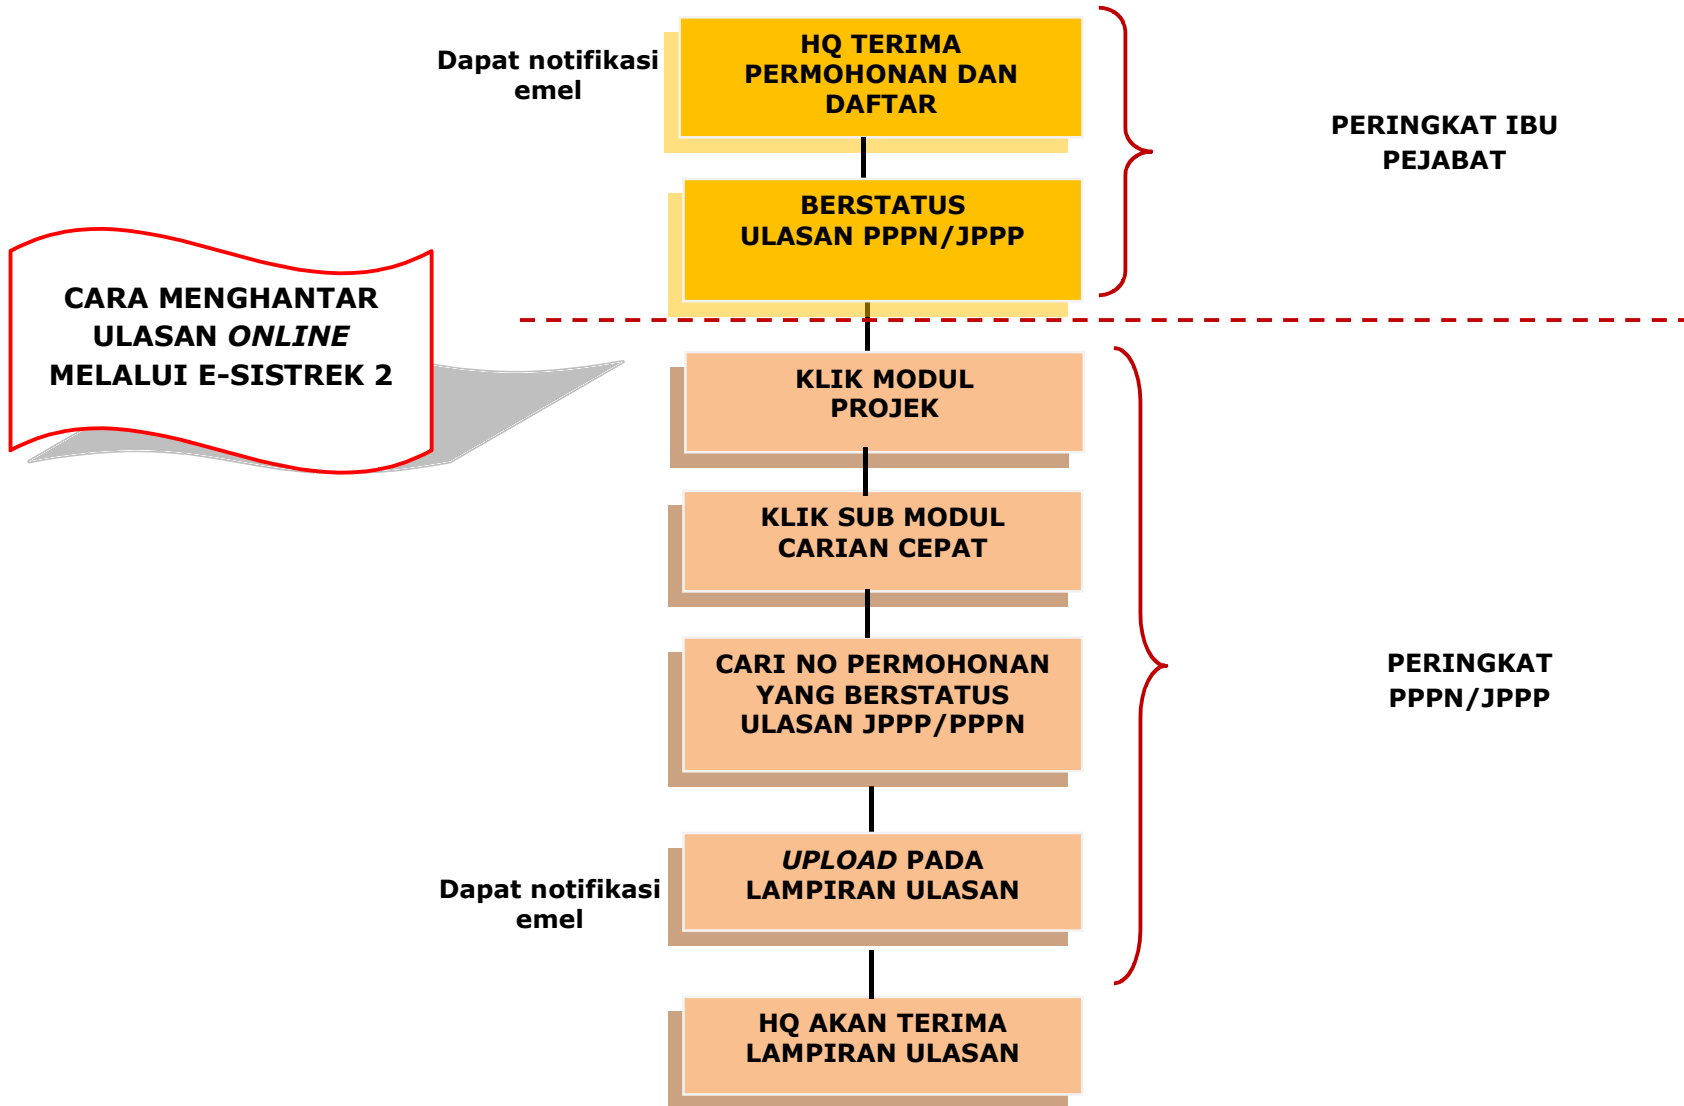 Dapat notifikasi
emel
HQ TERIMA
PERMOHONAN DAN
DAFTAR
PERINGKAT IBU
PEJABAT
BERSTATUS
ULASAN PPPN/JPPP
CARA MENGHANTAR
ULASAN ONLINE
MELALUI E-SISTREK 2
KLIK MODUL
PROJEK
KLIK SUB MODUL
CARIAN CEPAT
CARI NO PERMOHONAN
YANG BERSTATUS
ULASAN JPPP/PPPN
PERINGKAT
PPPN/JPPP
UPLOAD PADA
LAMPIRAN ULASAN
Dapat notifikasi
emel
HQ AKAN TERIMA
LAMPIRAN ULASAN